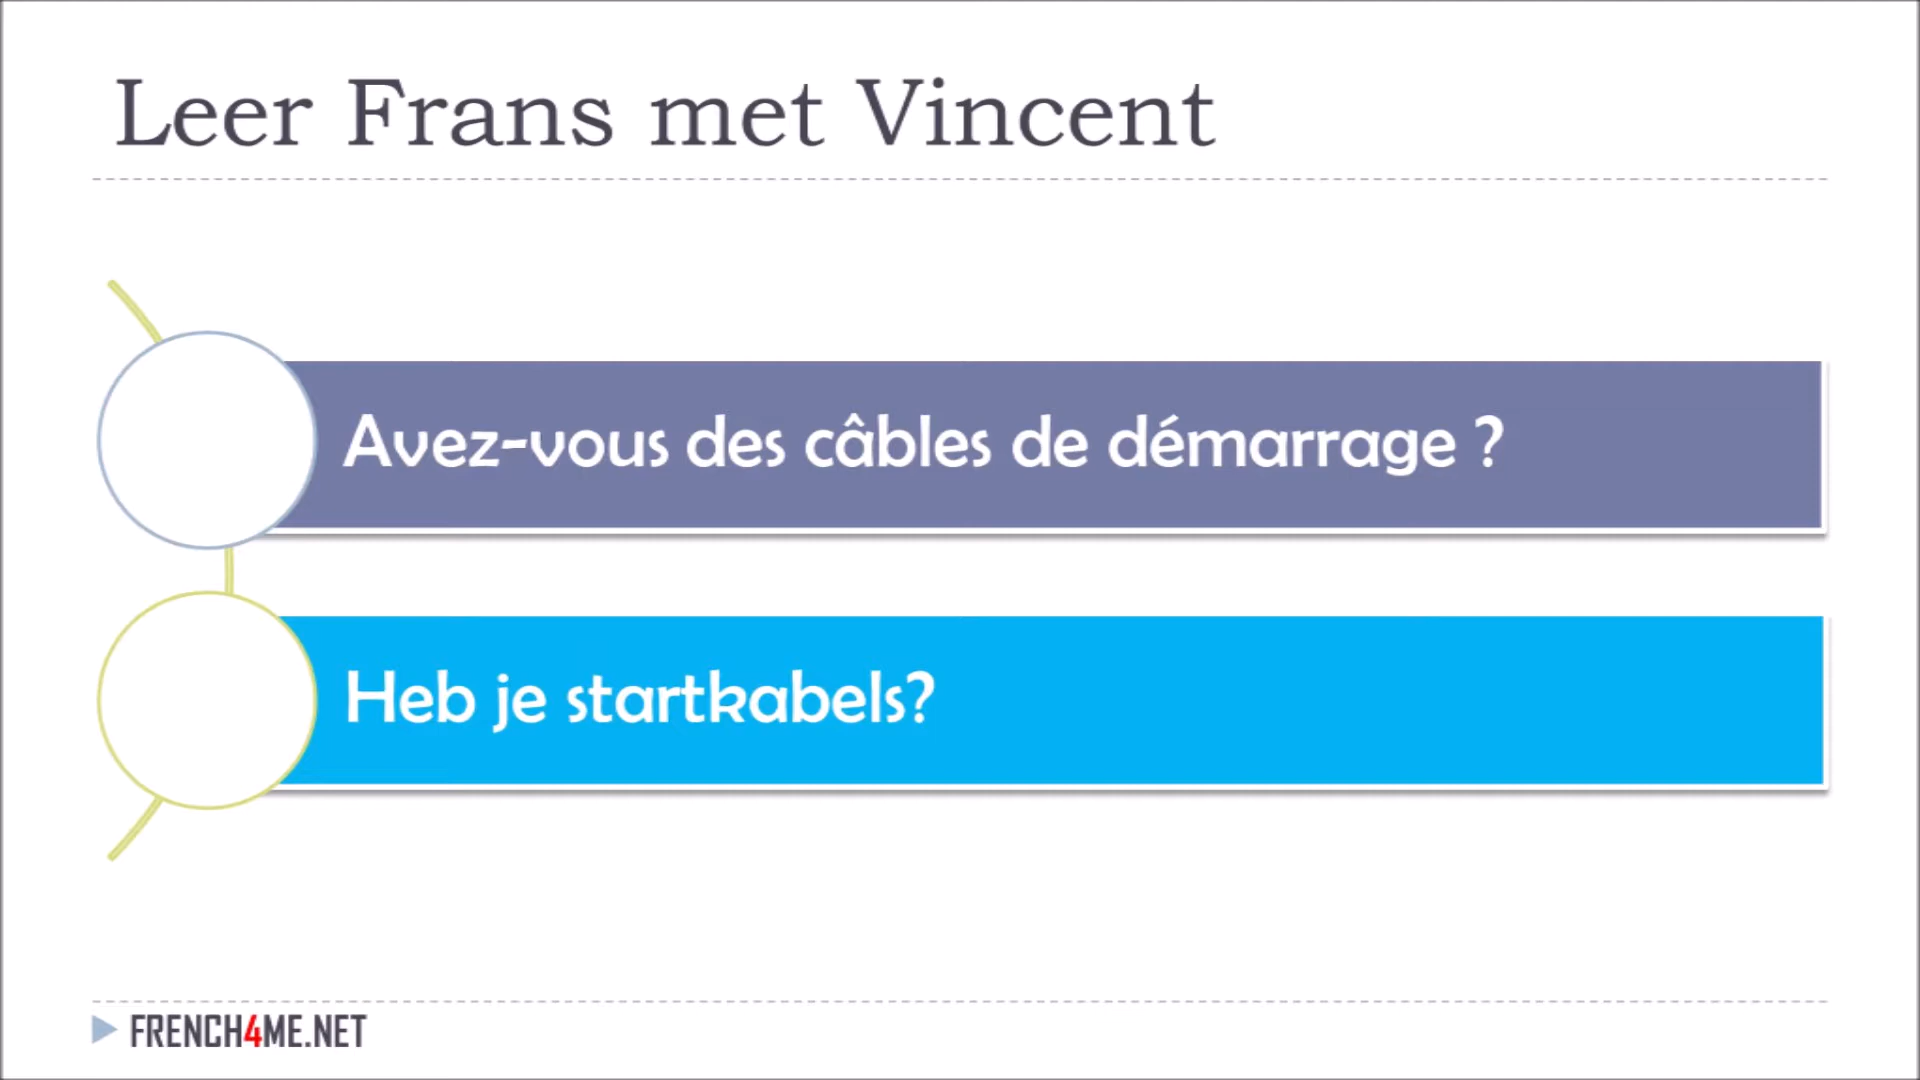 Leer Frans met Vincent
Avez-vous des câbles de démarrage ?
Heb je startkabels?
FRENCH4ME.NET